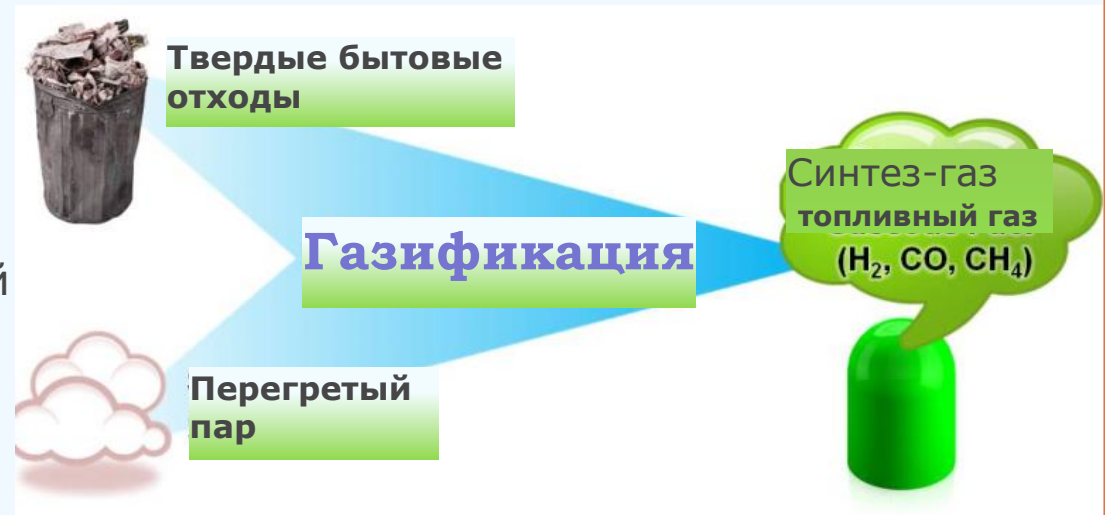 Твердые бытовые
отходы
Синтез-газ
топливный газ
(H₂, CO, CH₄)
Газификация
й
Перегретый
пар